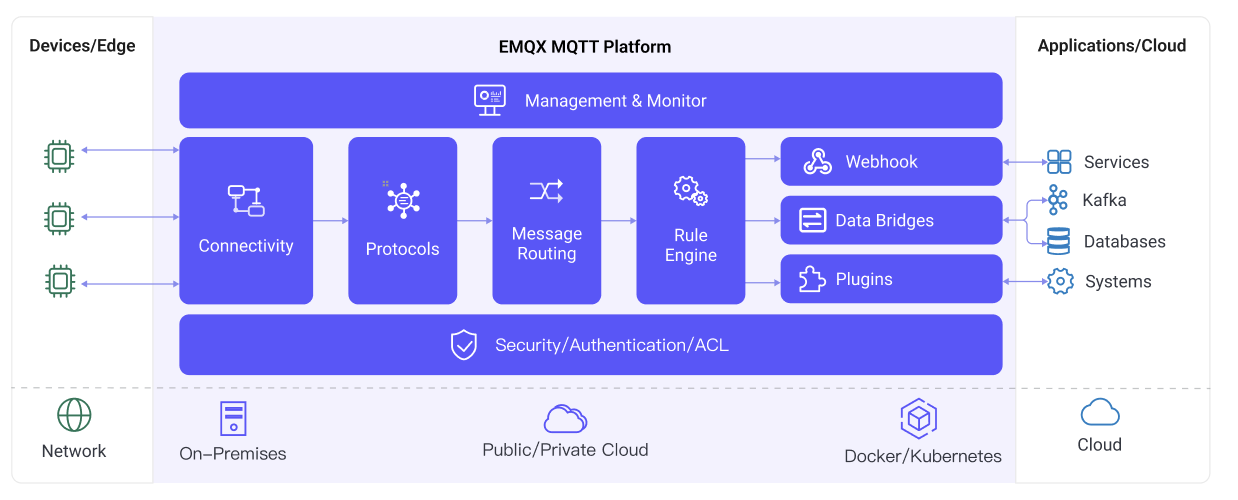 Devices/Edge
EMQX MQTT Platform
Applications/Cloud
Management & Monitor
Connectivity
Protocols
Message
Routing
Rule
Engine
Webhook
Data Bridges
Plugins
Services
Kafka
Databases
Systems
Security/Authentication/ACL
Network
On-Premises
Public/Private Cloud
Docker/Kubernetes
Cloud